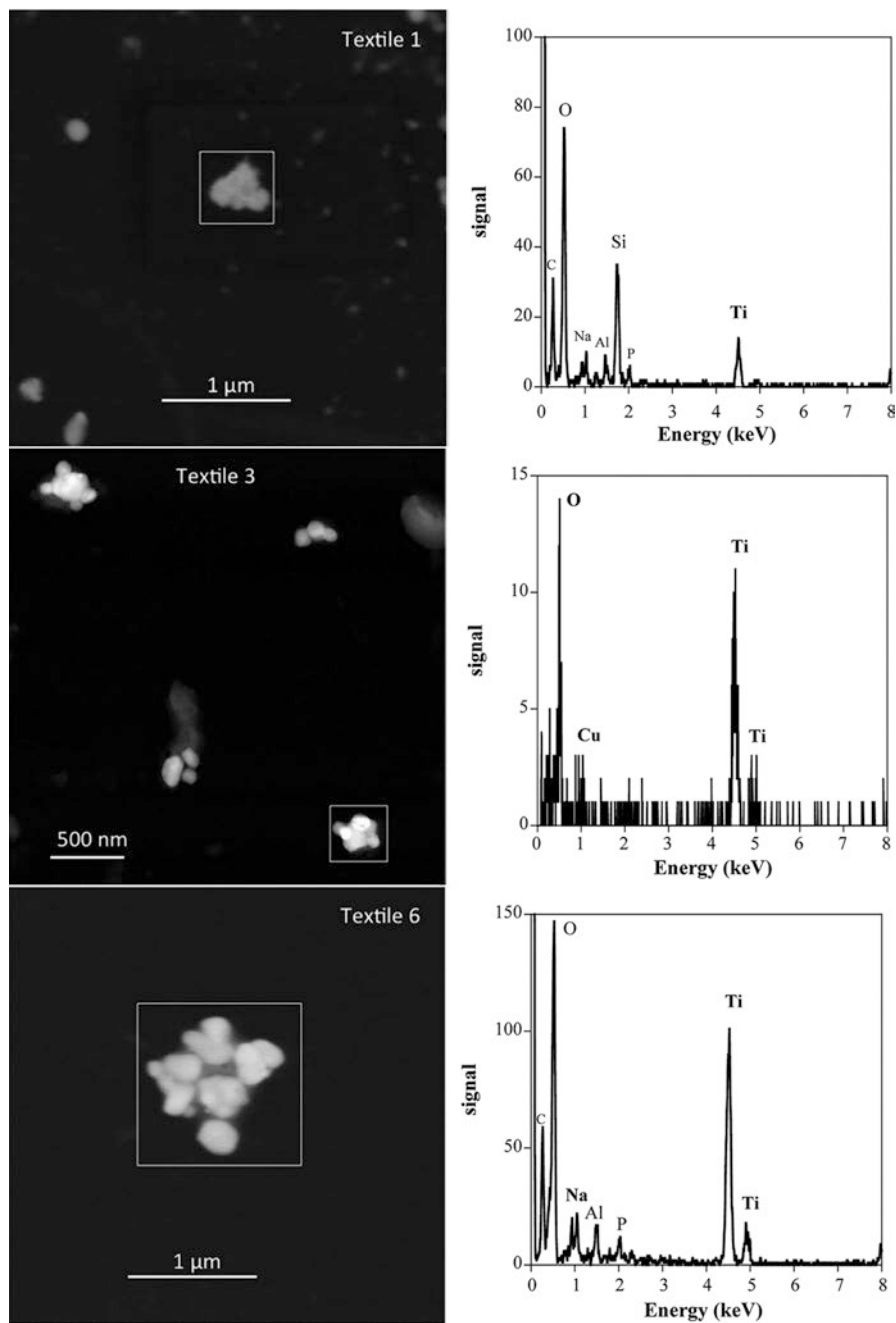 Textile 1
1 µm
100
80
60
40
20
0
signal
O
C
Si
Na
Al
P
Ti
0 1 2 3 4 5 6 7 8
Energy (keV)
Textile 3
500 nm
15
10
5
0
signal
O
Ti
Cu
Ti
0 1 2 3 4 5 6 7 8
Energy (keV)
Textile 6
1 µm
150
100
50
0
signal
O
Ti
C
Na
Al
P
Ti
0 1 2 3 4 5 6 7 8
Energy (keV)